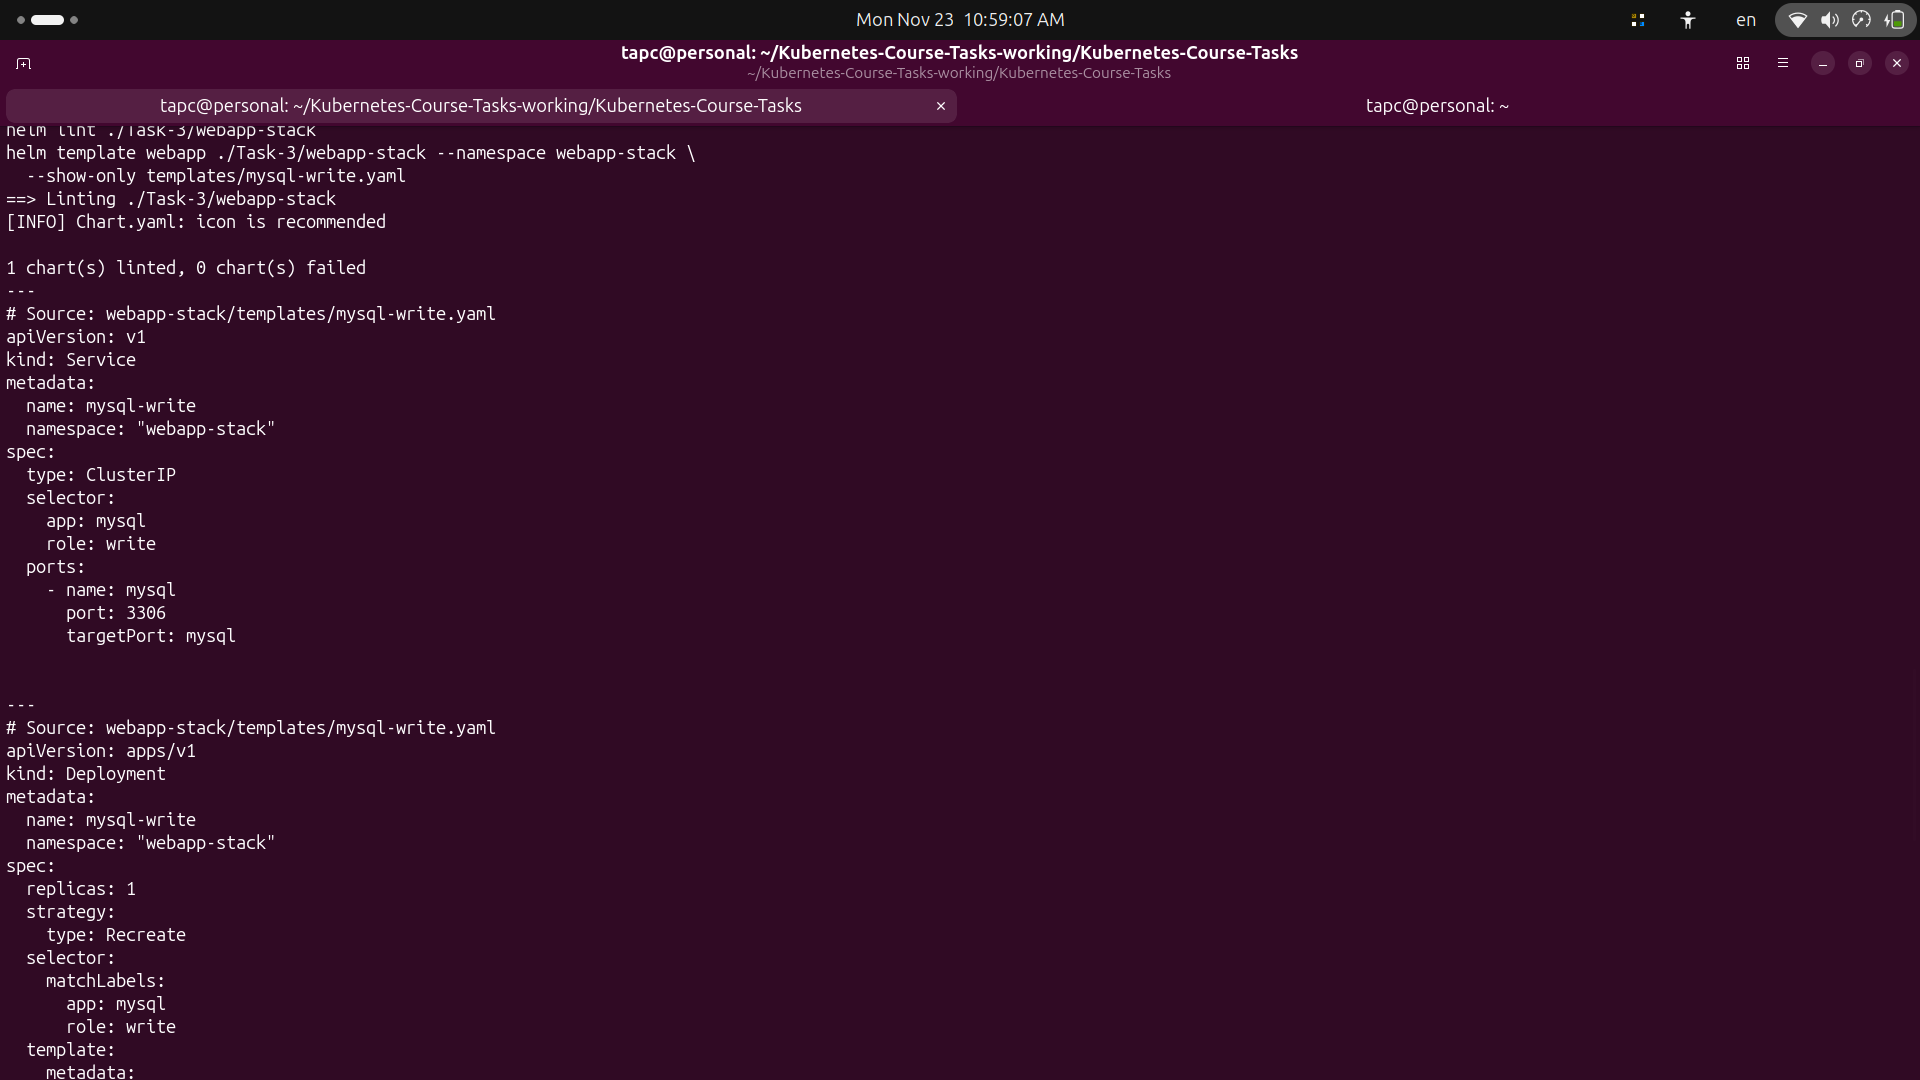 Mon Nov 23  10:59:07 AM
en
tapc@personal: ~/Kubernetes-Course-Tasks-working/Kubernetes-Course-Tasks
~/Kubernetes-Course-Tasks-working/Kubernetes-Course-Tasks
tapc@personal: ~/Kubernetes-Course-Tasks-working/Kubernetes-Course-Tasks
tapc@personal: ~
helm lint ./Task-3/webapp-stack
helm template webapp ./Task-3/webapp-stack --namespace webapp-stack \
  --show-only templates/mysql-write.yaml
==> Linting ./Task-3/webapp-stack
[INFO] Chart.yaml: icon is recommended

1 chart(s) linted, 0 chart(s) failed
---
# Source: webapp-stack/templates/mysql-write.yaml
apiVersion: v1
kind: Service
metadata:
  name: mysql-write
  namespace: "webapp-stack"
spec:
  type: ClusterIP
  selector:
    app: mysql
    role: write
  ports:
    - name: mysql
      port: 3306
      targetPort: mysql


---
# Source: webapp-stack/templates/mysql-write.yaml
apiVersion: apps/v1
kind: Deployment
metadata:
  name: mysql-write
  namespace: "webapp-stack"
spec:
  replicas: 1
  strategy:
    type: Recreate
  selector:
    matchLabels:
      app: mysql
      role: write
  template:
    metadata: